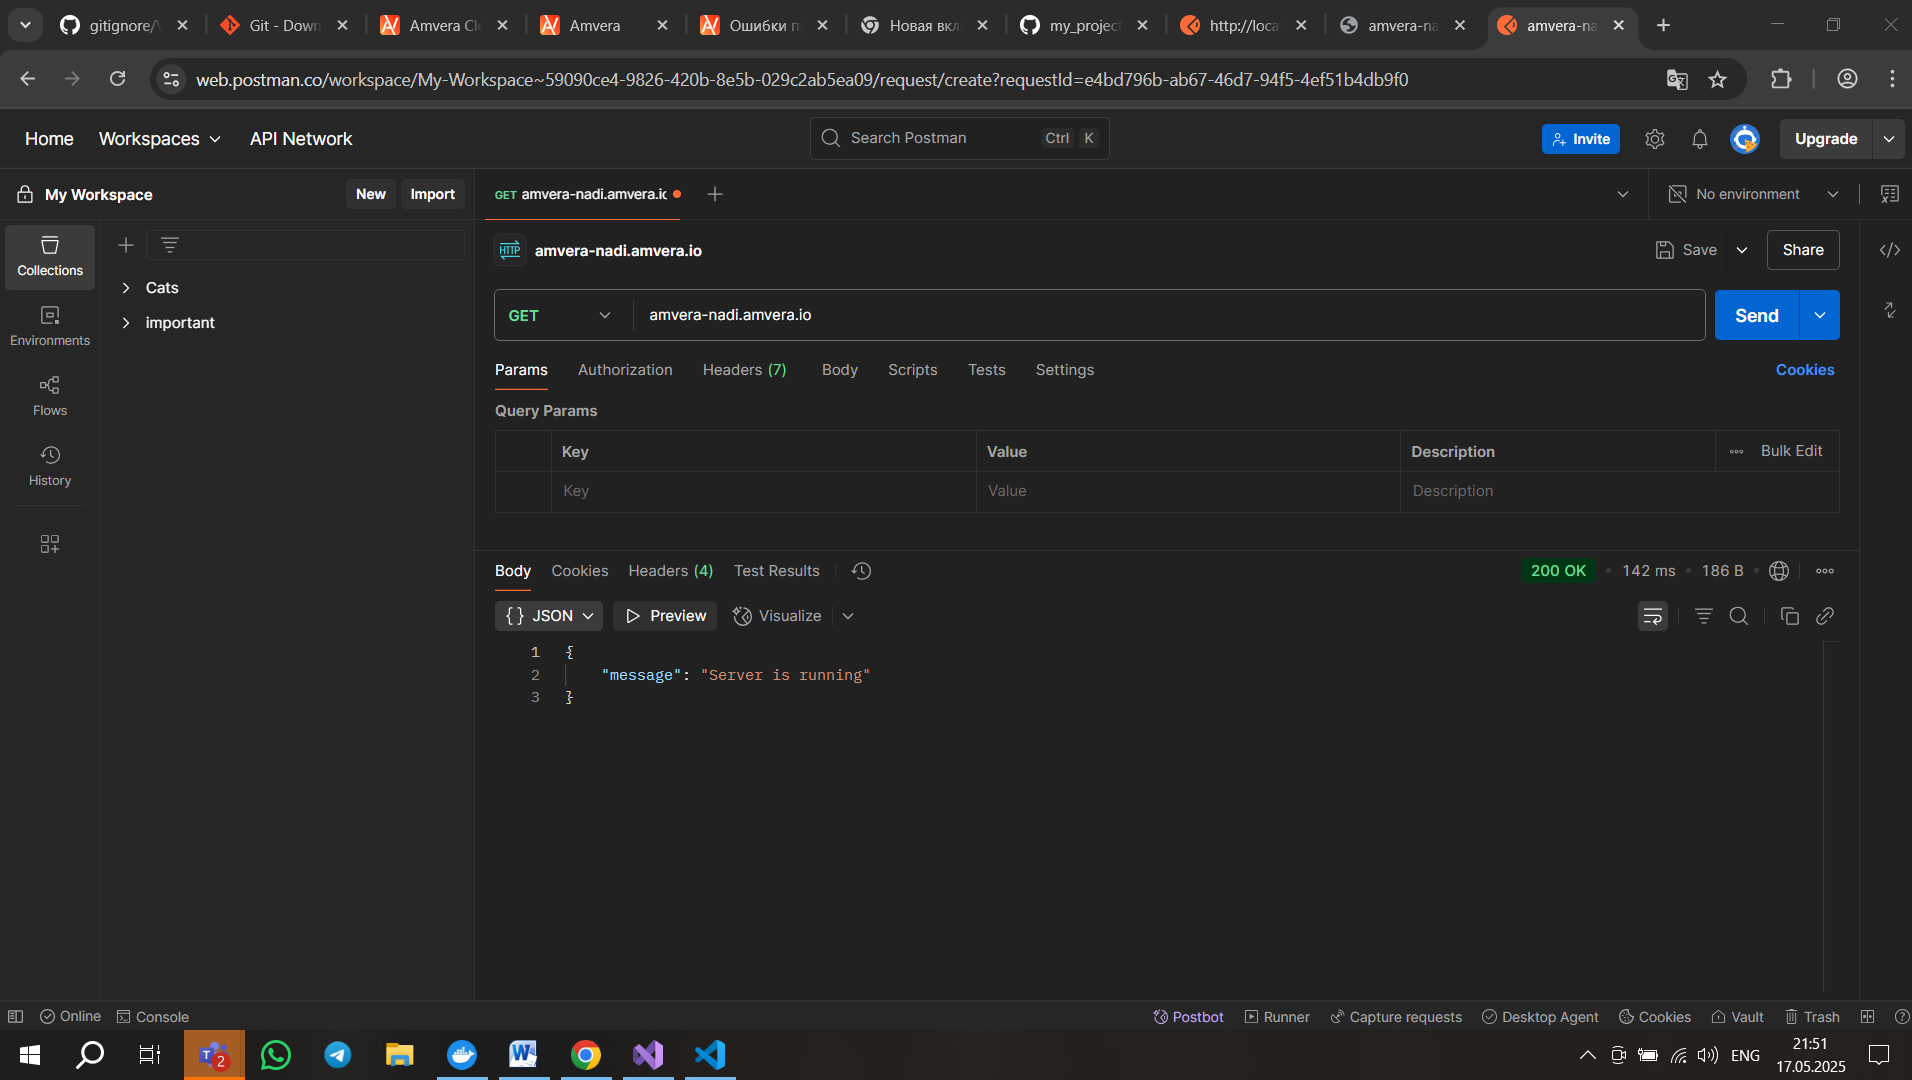 gitignore/V
Git - Down
Amvera Cl
Amvera
Ошибки п
Новая вкл
my_project
http://loca
amvera-na
amvera-na
web.postman.co/workspace/My-Workspace~59090ce4-9826-420b-8e5b-029c2ab5ea09/request/create?requestId=e4bd796b-ab67-46d7-94f5-4ef51b4db9f0
Home
Workspaces
API Network
Search Postman
Ctrl
K
Invite
Upgrade
My Workspace
New
Import
GET amvera-nadi.amvera.ic
No environment
Collections
Environments
Flows
History
Cats
important
HTTP
amvera-nadi.amvera.io
Save
Share
GET
amvera-nadi.amvera.io
Send
Params
Authorization
Headers (7)
Body
Scripts
Tests
Settings
Cookies
Query Params
Key
Value
Description
Bulk Edit
Key
Value
Description
Body
Cookies
Headers (4)
Test Results
200 OK
142 ms
186 B
{} JSON
Preview
Visualize
1 {
2 "message": "Server is running"
3 }
Online
Console
Postbot
Runner
Capture requests
Desktop Agent
Cookies
Vault
Trash
2
ENG
21:51
17.05.2025